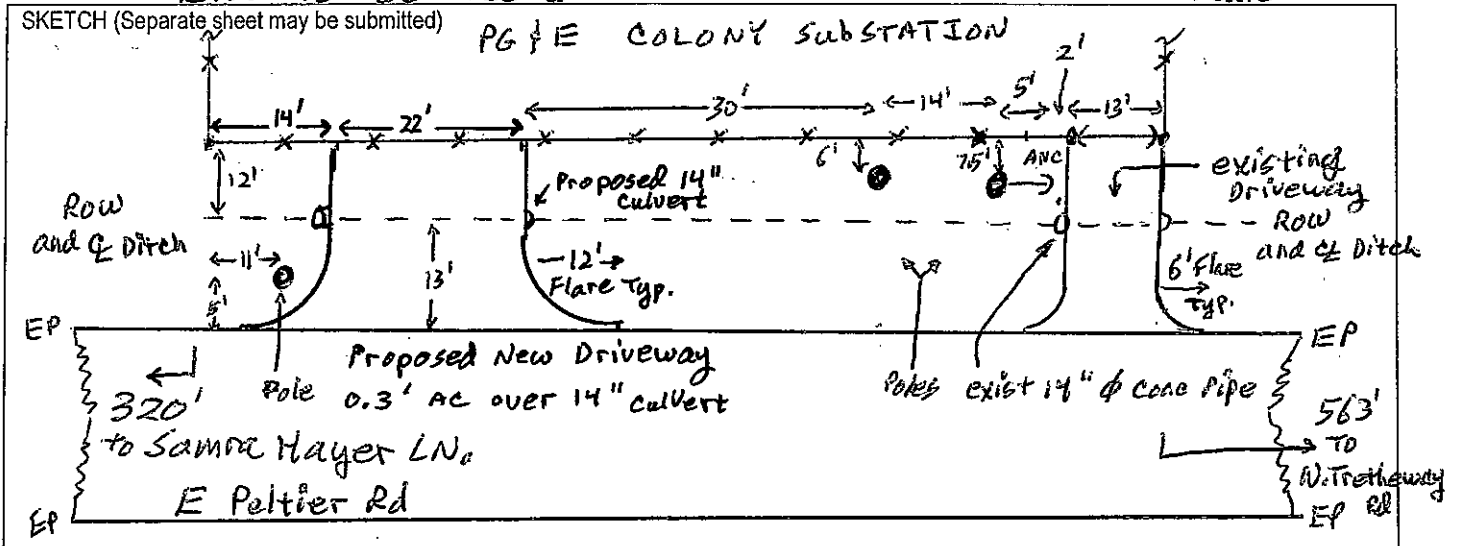 SKETCH (Separate sheet may be submitted)
PG & E COLONY SubSTATION
2'
14'
22'
30'
14'
5'
13'
12'
Proposed 14"
culvert
6'
7.5'
ANC
existing
Driveway
ROW
and ℄ Ditch
ROW
and ℄ Ditch
11'
5'
13'
12'
Flare Typ.
6' Flare
Typ.
EP
EP
Pole
Proposed New Driveway
0.3' AC over 14" culvert
Poles
exist 14" ϕ conc Pipe
320'
to Samra Hayer LN.
563'
TO
N. Tretheway
Rd
E Peltier Rd
EP
EP